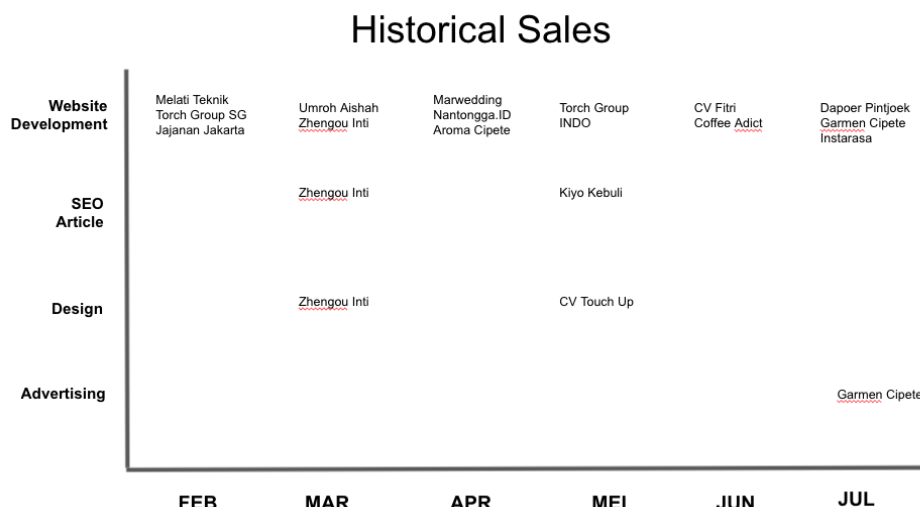 Historical Sales
Website
Development
Melati Teknik
Torch Group SG
Jajanan Jakarta
Umroh Aishah
Zhengou Inti
Marwedding
Nantongga.ID
Aroma Cipete
Torch Group
INDO
CV Fitri
Coffee Adict
Dapoer Pintjoek
Garmen Cipete
Instarasa
SEO
Article
Zhengou Inti
Kiyo Kebuli
Design
Zhengou Inti
CV Touch Up
Advertising
Garmen Cipete
FEB
MAR
APR
MEI
JUN
JUL